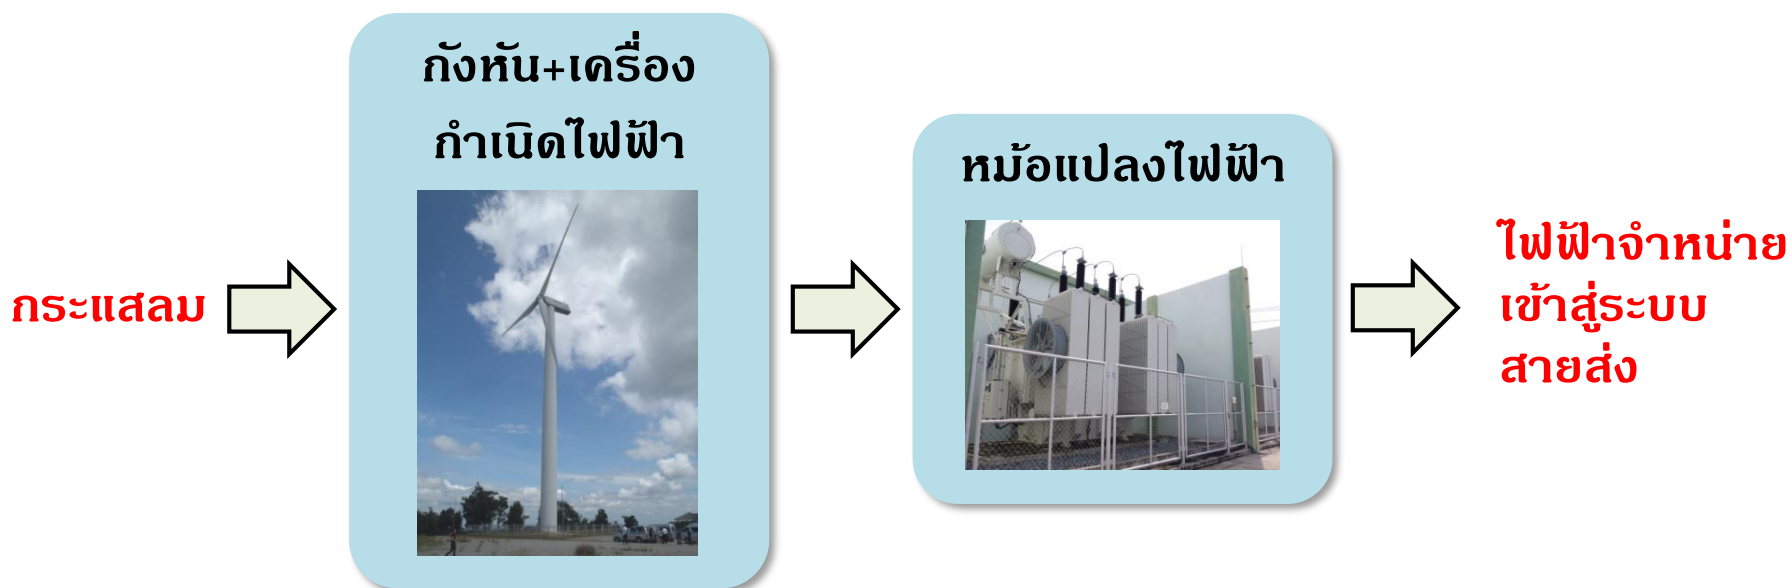 กระแสลม
กังหัน+เครื่อง
กำเนิดไฟฟ้า
หม้อแปลงไฟฟ้า
ไฟฟ้าจำหน่าย
เข้าสู่ระบบ
สายส่ง